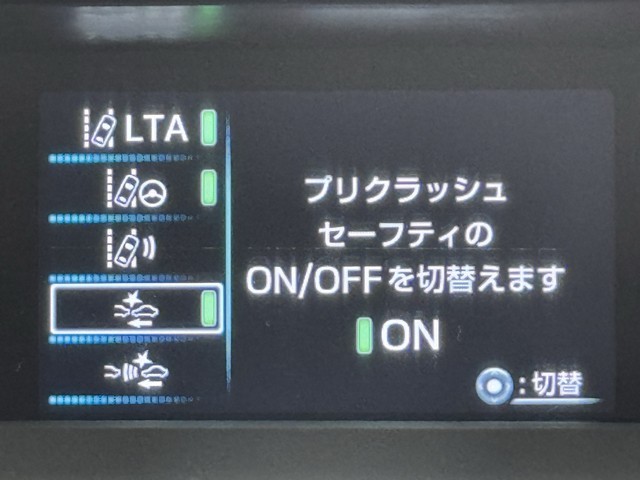 LTA
プリクラッシュ
セーフティの
ON/OFFを切替えます
ON
:切替